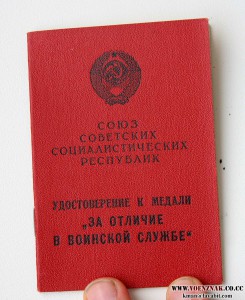 СОЮЗ
СОВЕТСКИХ
СОЦИАЛИСТИЧЕСКИХ
РЕСПУБЛИК
УДОСТОВЕРЕНИЕ К МЕДАЛИ
„ЗА ОТЛИЧИЕ
В ВОИНСКОЙ СЛУЖБЕ"
WWW.VOENZNAK.CO.CC